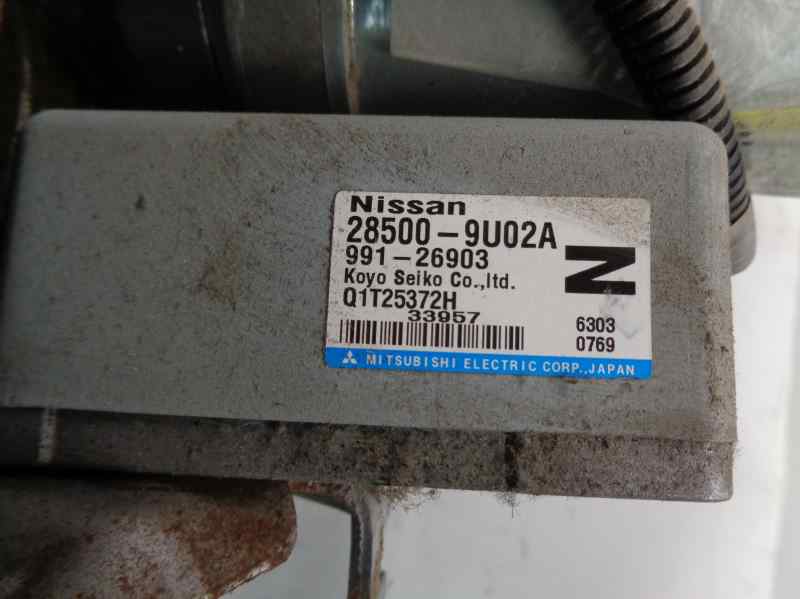 Nissan
28500-9U02A
991-26903
Koyo Seiko Co.,ltd.
N
Q1T25372H
33957
6303
0769
MITSUBISHI ELECTRIC CORP.,JAPAN